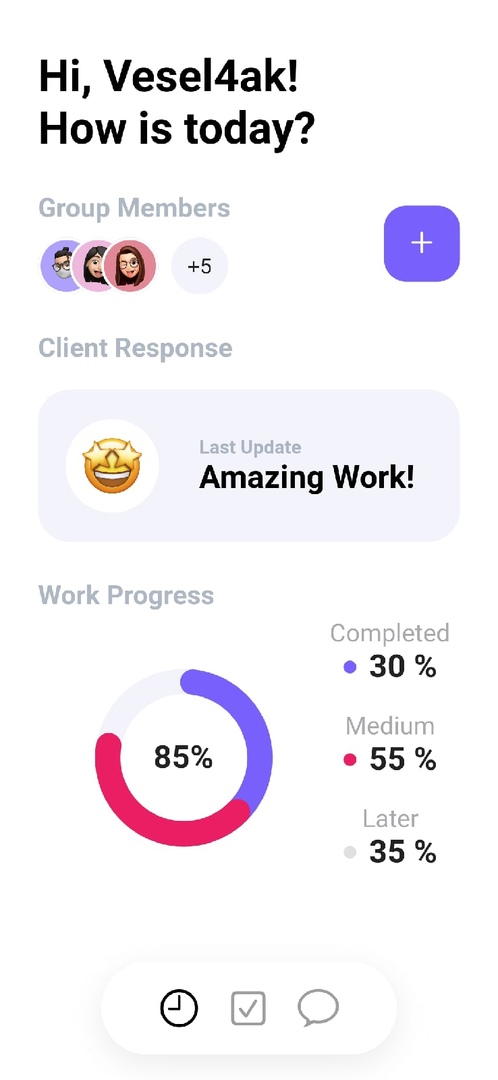 Hi, Vesel4ak!
How is today?
Group Members
+5
Client Response
Last Update
Amazing Work!
Work Progress
Completed
30 %
85%
Medium
55 %
Later
35 %